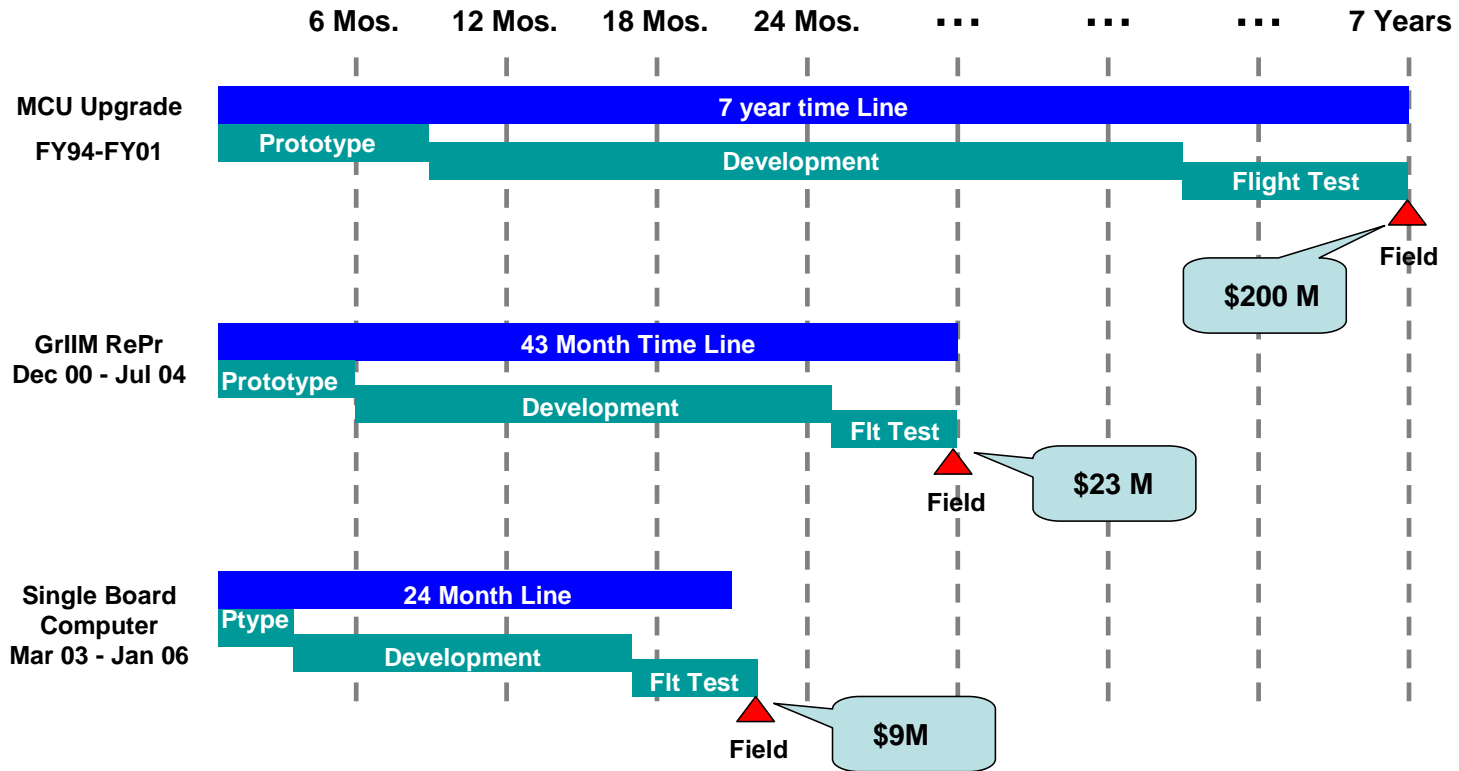 6 Mos. 12 Mos. 18 Mos. 24 Mos. ... ... ... 7 Years
MCU Upgrade
FY94-FY01
7 year time Line
Prototype
Development
Flight Test
Field
$200 M
GrIIM RePr
Dec 00 - Jul 04
43 Month Time Line
Prototype
Development
Flt Test
Field
$23 M
Single Board
Computer
Mar 03 - Jan 06
24 Month Line
Ptype
Development
Flt Test
Field
$9M